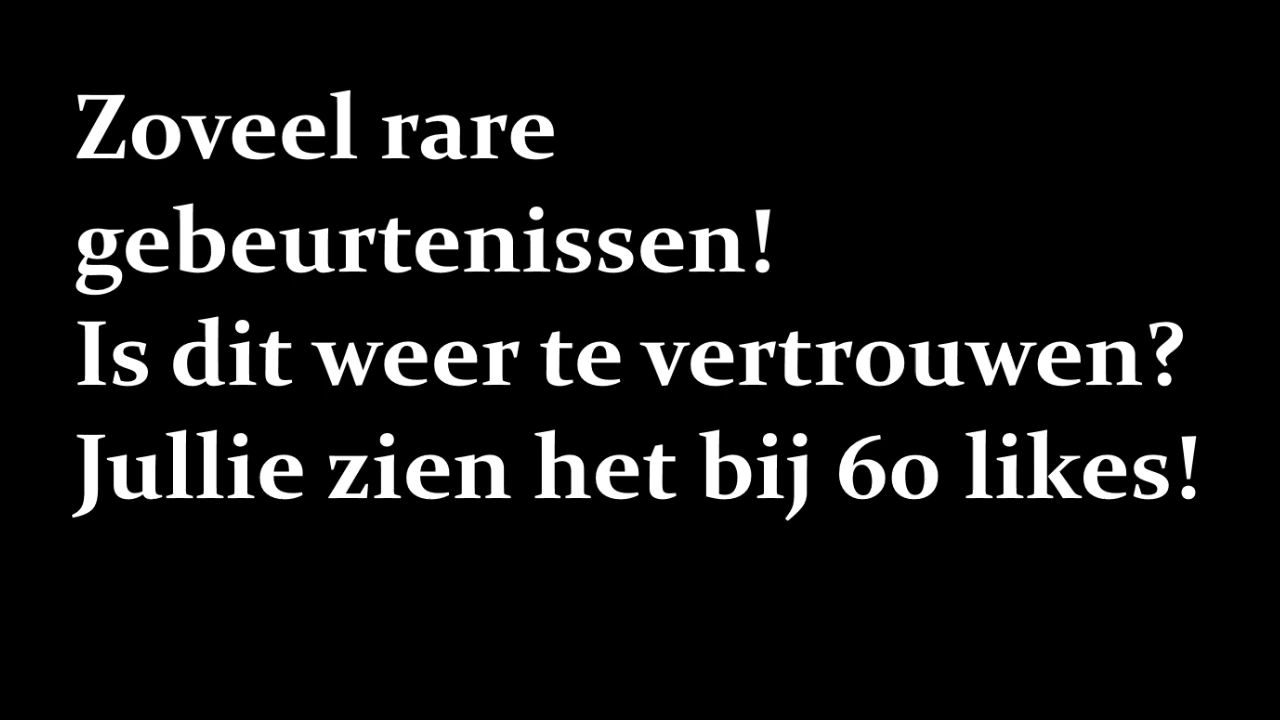 Zoveel rare
gebeurtenissen!
Is dit weer te vertrouwen?
Jullie zien het bij 60 likes!